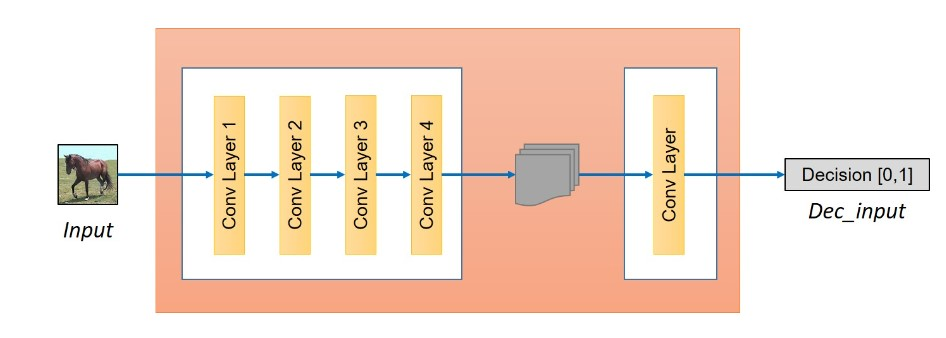 Input
Conv Layer 1
Conv Layer 2
Conv Layer 3
Conv Layer 4
Conv Layer
Decision [0,1]
Dec_input